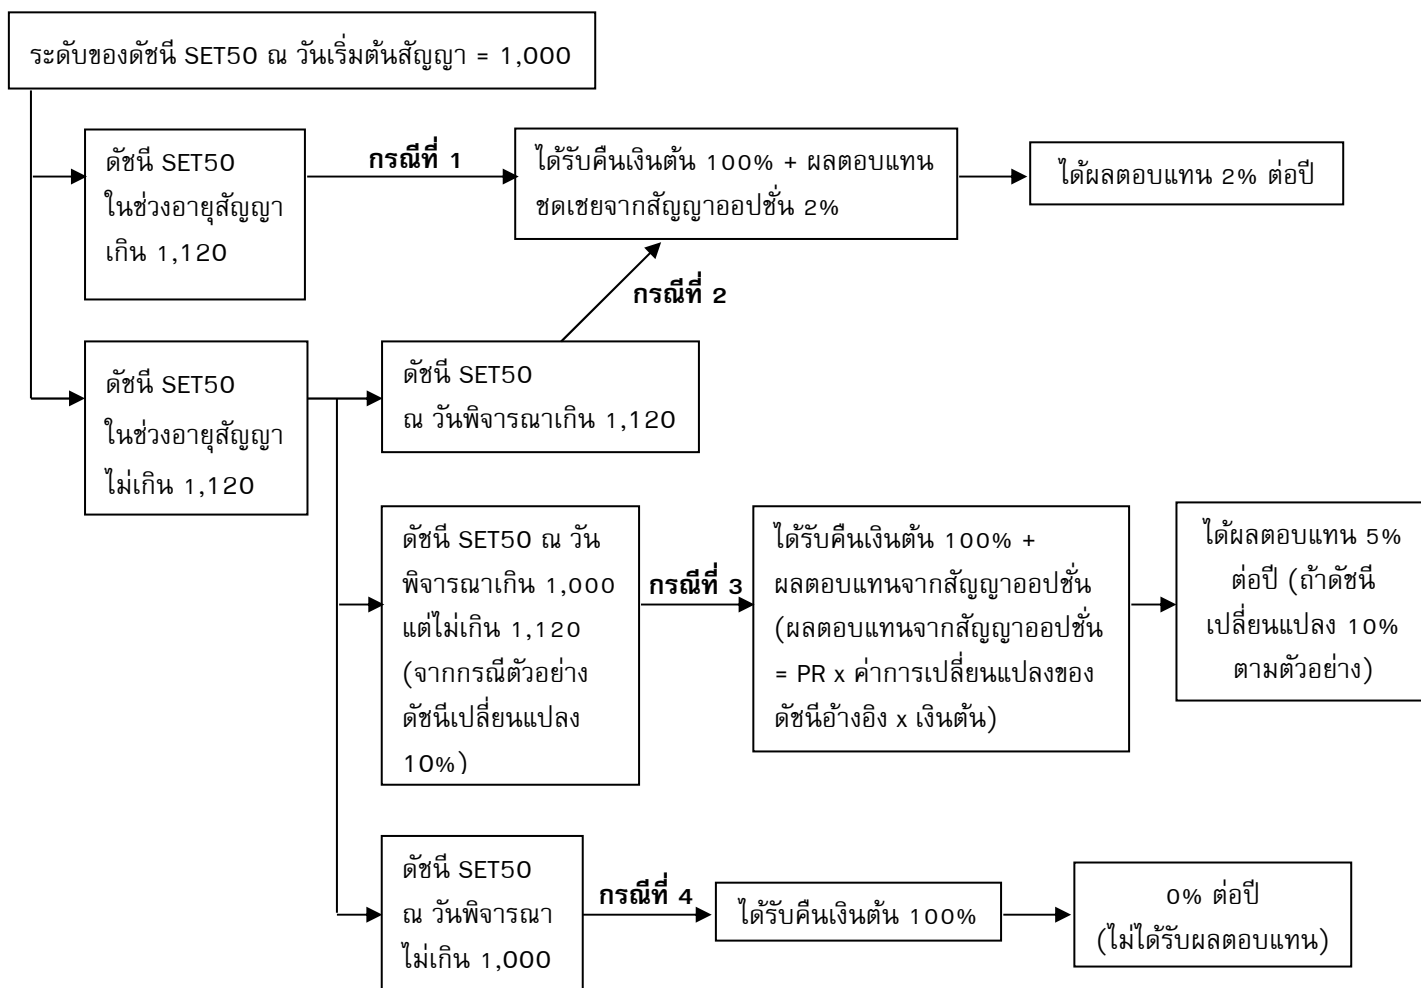 ระดับของดัชนี SET50 ณ วันเริ่มต้นสัญญา = 1,000
ดัชนี SET50
ในช่วงอายุสัญญา
เกิน 1,120
กรณีที่ 1
ได้รับคืนเงินต้น 100% + ผลตอบแทน
ชดเชยจากสัญญาออปชั่น 2%
ได้ผลตอบแทน 2% ต่อปี
กรณีที่ 2
ดัชนี SET50
ในช่วงอายุสัญญา
ไม่เกิน 1,120
ดัชนี SET50
ณ วันพิจารณาเกิน 1,120
ดัชนี SET50 ณ วัน
พิจารณาเกิน 1,000
แต่ไม่เกิน 1,120
(จากกรณีตัวอย่าง
ดัชนีเปลี่ยนแปลง
10%)
กรณีที่ 3
ได้รับคืนเงินต้น 100% +
ผลตอบแทนจากสัญญาออปชั่น
(ผลตอบแทนจากสัญญาออปชั่น
= PR x ค่าการเปลี่ยนแปลงของ
ดัชนีอ้างอิง x เงินต้น)
ได้ผลตอบแทน 5%
ต่อปี (ถ้าดัชนี
เปลี่ยนแปลง 10%
ตามตัวอย่าง)
ดัชนี SET50
ณ วันพิจารณา
ไม่เกิน 1,000
กรณีที่ 4
ได้รับคืนเงินต้น 100%
0% ต่อปี
(ไม่ได้รับผลตอบแทน)